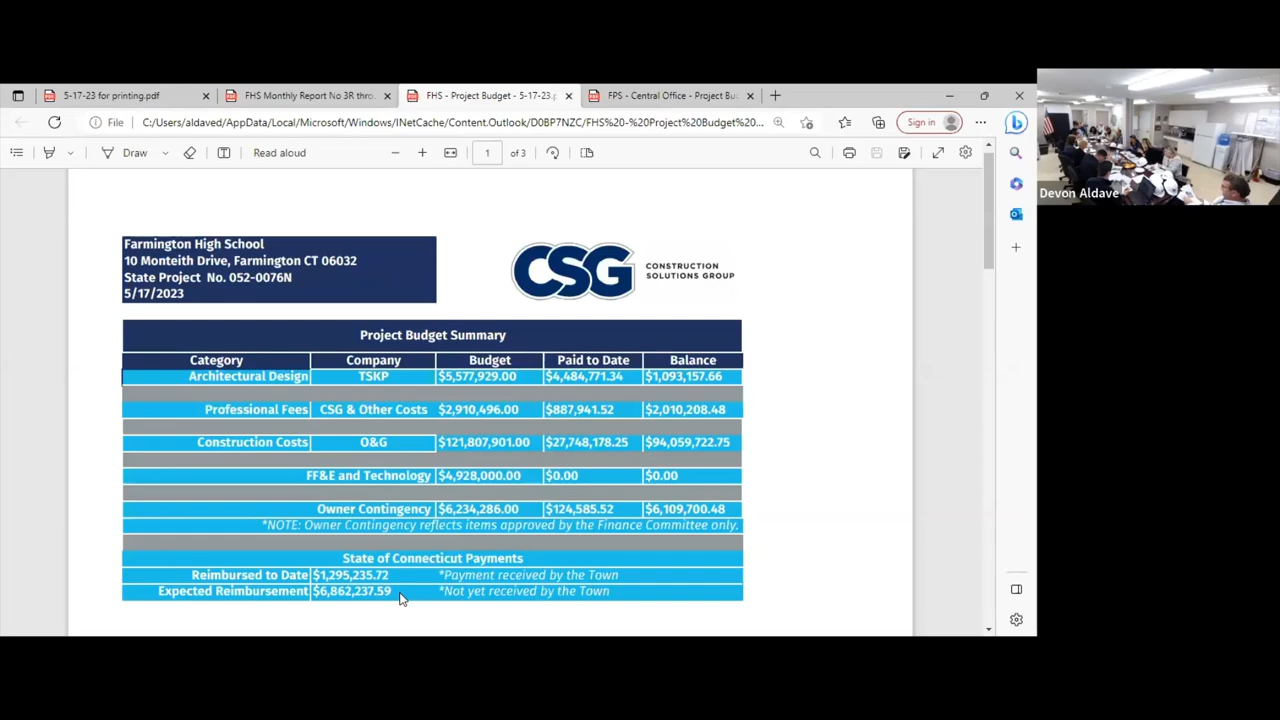 5-17-23 for printing.pdf
FHS Monthly Report No 3R thro
FHS - Project Budget - 5-17-23.p
FPS - Central Office - Project Bu
File C:/Users/aldaved/AppData/Local/Microsoft/Windows/INetCache/Content.Outlook/D0BP7NZC/FHS%20-%20Project%20Budget%20... Sign in
Draw Read aloud 1 of 3
Devon Aldave
Farmington High School
10 Monteith Drive, Farmington CT 06032
State Project No. 052-0076N
5/17/2023
CSG CONSTRUCTION
SOLUTIONS GROUP
Project Budget Summary
Category Company Budget Paid to Date Balance
Architectural Design TSKP $5,577,929.00 $4,484,771.34 $1,093,157.66
Professional Fees CSG & Other Costs $2,910,496.00 $887,941.52 $2,010,208.48
Construction Costs O&G $121,807,901.00 $27,748,178.25 $94,059,722.75
FF&E and Technology $4,928,000.00 $0.00 $0.00
Owner Contingency $6,234,286.00 $124,585.52 $6,109,700.48
*NOTE: Owner Contingency reflects items approved by the Finance Committee only.
State of Connecticut Payments
Reimbursed to Date $1,295,235.72 *Payment received by the Town
Expected Reimbursement $6,862,237.59 *Not yet received by the Town